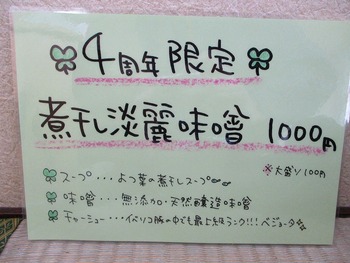 4周年限定
煮干し淡麗味噌 1000円
※大盛り100円
スープ・・・よつ葉の煮干しスープ
味噌・・・無添加・天然醸造味噌
チャーシュー・・・イベリコ豚の中でも最上級ランク!!!ベジョータ